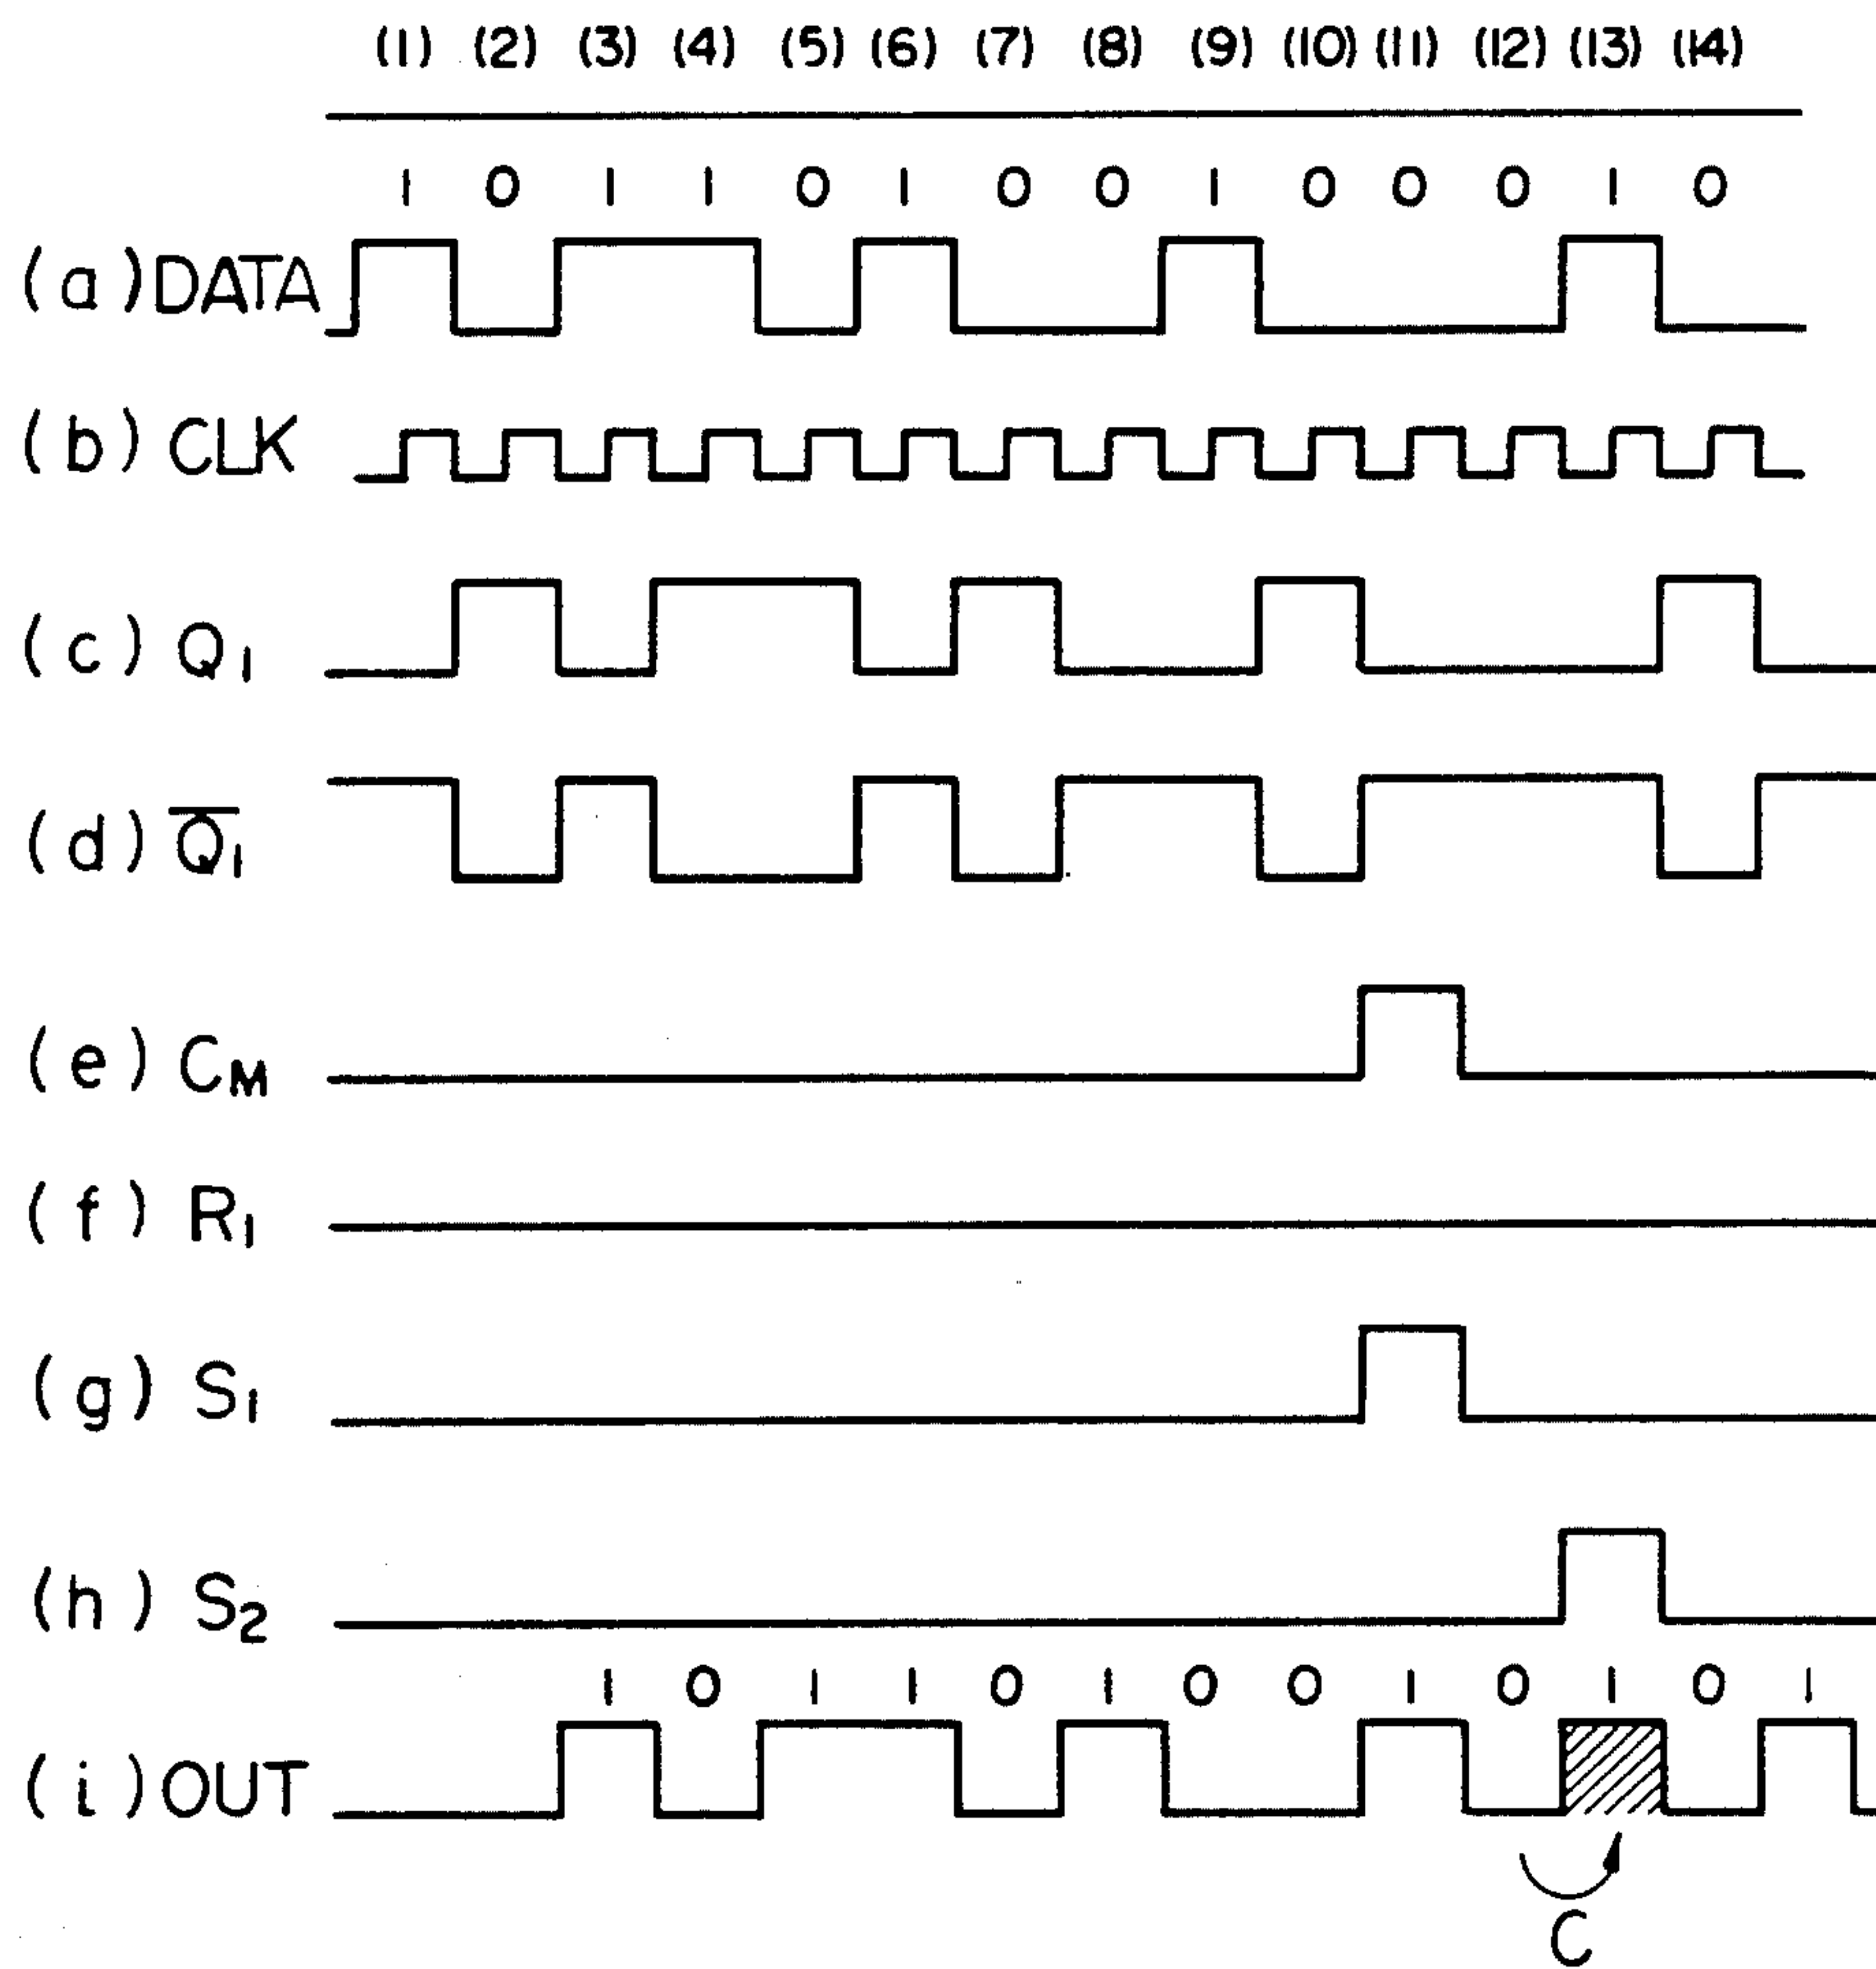 (1) (2) (3) (4) (5) (6) (7) (8) (9) (10) (11) (12) (13) (14)
1 0 1 1 0 1 0 0 1 0 0 0 1 0
(a) DATA
(b) CLK
(c) Q1
(d) Q̅1
(e) CM
(f) R1
(g) S1
(h) S2
1 0 1 1 0 1 0 0 1 0 1 0 1
(i) OUT
C